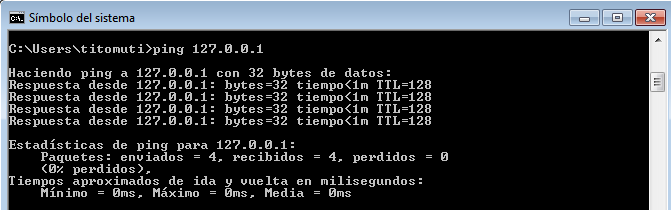 Símbolo del sistema
C:\Users\titomuti>ping 127.0.0.1
Haciendo ping a 127.0.0.1 con 32 bytes de datos:
Respuesta desde 127.0.0.1: bytes=32 tiempo<1m TTL=128
Respuesta desde 127.0.0.1: bytes=32 tiempo<1m TTL=128
Respuesta desde 127.0.0.1: bytes=32 tiempo<1m TTL=128
Respuesta desde 127.0.0.1: bytes=32 tiempo<1m TTL=128
Estadísticas de ping para 127.0.0.1:
Paquetes: enviados = 4, recibidos = 4, perdidos = 0
(0% perdidos),
Tiempos aproximados de ida y vuelta en milisegundos:
Mínimo = 0ms, Máximo = 0ms, Media = 0ms